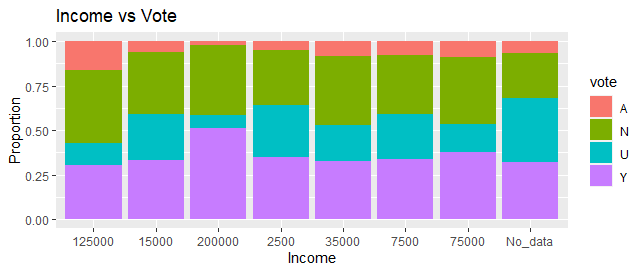 Income vs Vote
1.00
0.75
0.50
0.25
0.00
Proportion
125000 15000 200000 2500 35000 7500 75000 No_data
Income
vote
A
N
U
Y